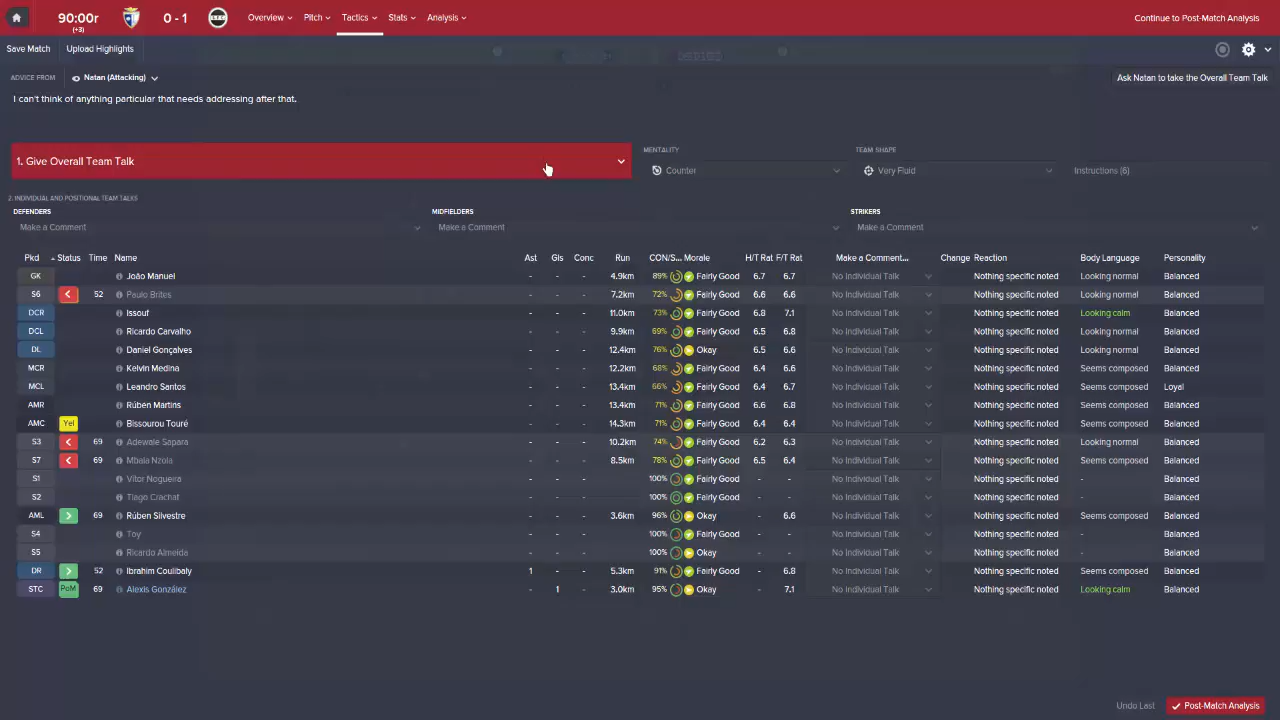 90:00r 0 - 1 Overview Pitch Tactics Stats Analysis Continue to Post-Match Analysis
(+3)
Save Match Upload Highlights
ADVICE FROM Natan (Attacking) Ask Natan to take the Overall Team Talk
I can't think of anything particular that needs addressing after that.
1. Give Overall Team Talk
MENTALITY TEAM SHAPE
Counter Very Fluid Instructions (6)
2. INDIVIDUAL AND POSITIONAL TEAM TALKS
DEFENDERS MIDFIELDERS STRIKERS
Make a Comment Make a Comment Make a Comment
Pkd Status Time Name Ast Gls Conc Run CON/S... Morale H/T Rat F/T Rat Make a Comment... Change Reaction Body Language Personality
GK João Manuel - - - 4.9km 89% Fairly Good 6.7 6.7 No Individual Talk Nothing specific noted Looking normal Balanced
S6 52 Paulo Brites - - - 7.2km 72% Fairly Good 6.6 6.6 No Individual Talk Nothing specific noted Looking normal Balanced
DCR Issouf - - - 11.0km 73% Fairly Good 6.8 7.1 No Individual Talk Nothing specific noted Looking calm Balanced
DCL Ricardo Carvalho - - - 9.9km 69% Fairly Good 6.5 6.8 No Individual Talk Nothing specific noted Looking normal Balanced
DL Daniel Gonçalves - - - 12.4km 76% Okay 6.5 6.6 No Individual Talk Nothing specific noted Looking normal Balanced
MCR Kelvin Medina - - - 12.2km 68% Fairly Good 6.4 6.6 No Individual Talk Nothing specific noted Seems composed Balanced
MCL Leandro Santos - - - 13.4km 66% Fairly Good 6.4 6.7 No Individual Talk Nothing specific noted Seems composed Loyal
AMR Rúben Martins - - - 13.4km 71% Fairly Good 6.6 6.8 No Individual Talk Nothing specific noted Seems composed Balanced
AMC Yel Bissourou Touré - - - 14.3km 71% Fairly Good 6.4 6.4 No Individual Talk Nothing specific noted Seems composed Balanced
S3 69 Adewale Sapara - - - 10.2km 74% Fairly Good 6.2 6.3 No Individual Talk Nothing specific noted Looking normal Balanced
S7 69 Mbala Nzola - - - 8.5km 78% Fairly Good 6.5 6.4 No Individual Talk Nothing specific noted Seems composed Balanced
S1 Vítor Nogueira - - - 100% Fairly Good - - No Individual Talk Nothing specific noted - Balanced
S2 Tiago Crachat - - - 100% Fairly Good - - No Individual Talk Nothing specific noted - Balanced
AML 69 Rúben Silvestre - - - 3.6km 96% Okay - 6.6 No Individual Talk Nothing specific noted Seems composed Balanced
S4 Toy - - - 100% Fairly Good - - No Individual Talk Nothing specific noted - Balanced
S5 Ricardo Almeida - - - 100% Okay - - No Individual Talk Nothing specific noted - Balanced
DR 52 Ibrahim Coulibaly 1 - - 5.3km 91% Fairly Good - 6.8 No Individual Talk Nothing specific noted Seems composed Balanced
STC PoM 69 Alexis González - 1 - 3.0km 95% Okay - 7.1 No Individual Talk Nothing specific noted Looking calm Balanced
Undo Last Post-Match Analysis